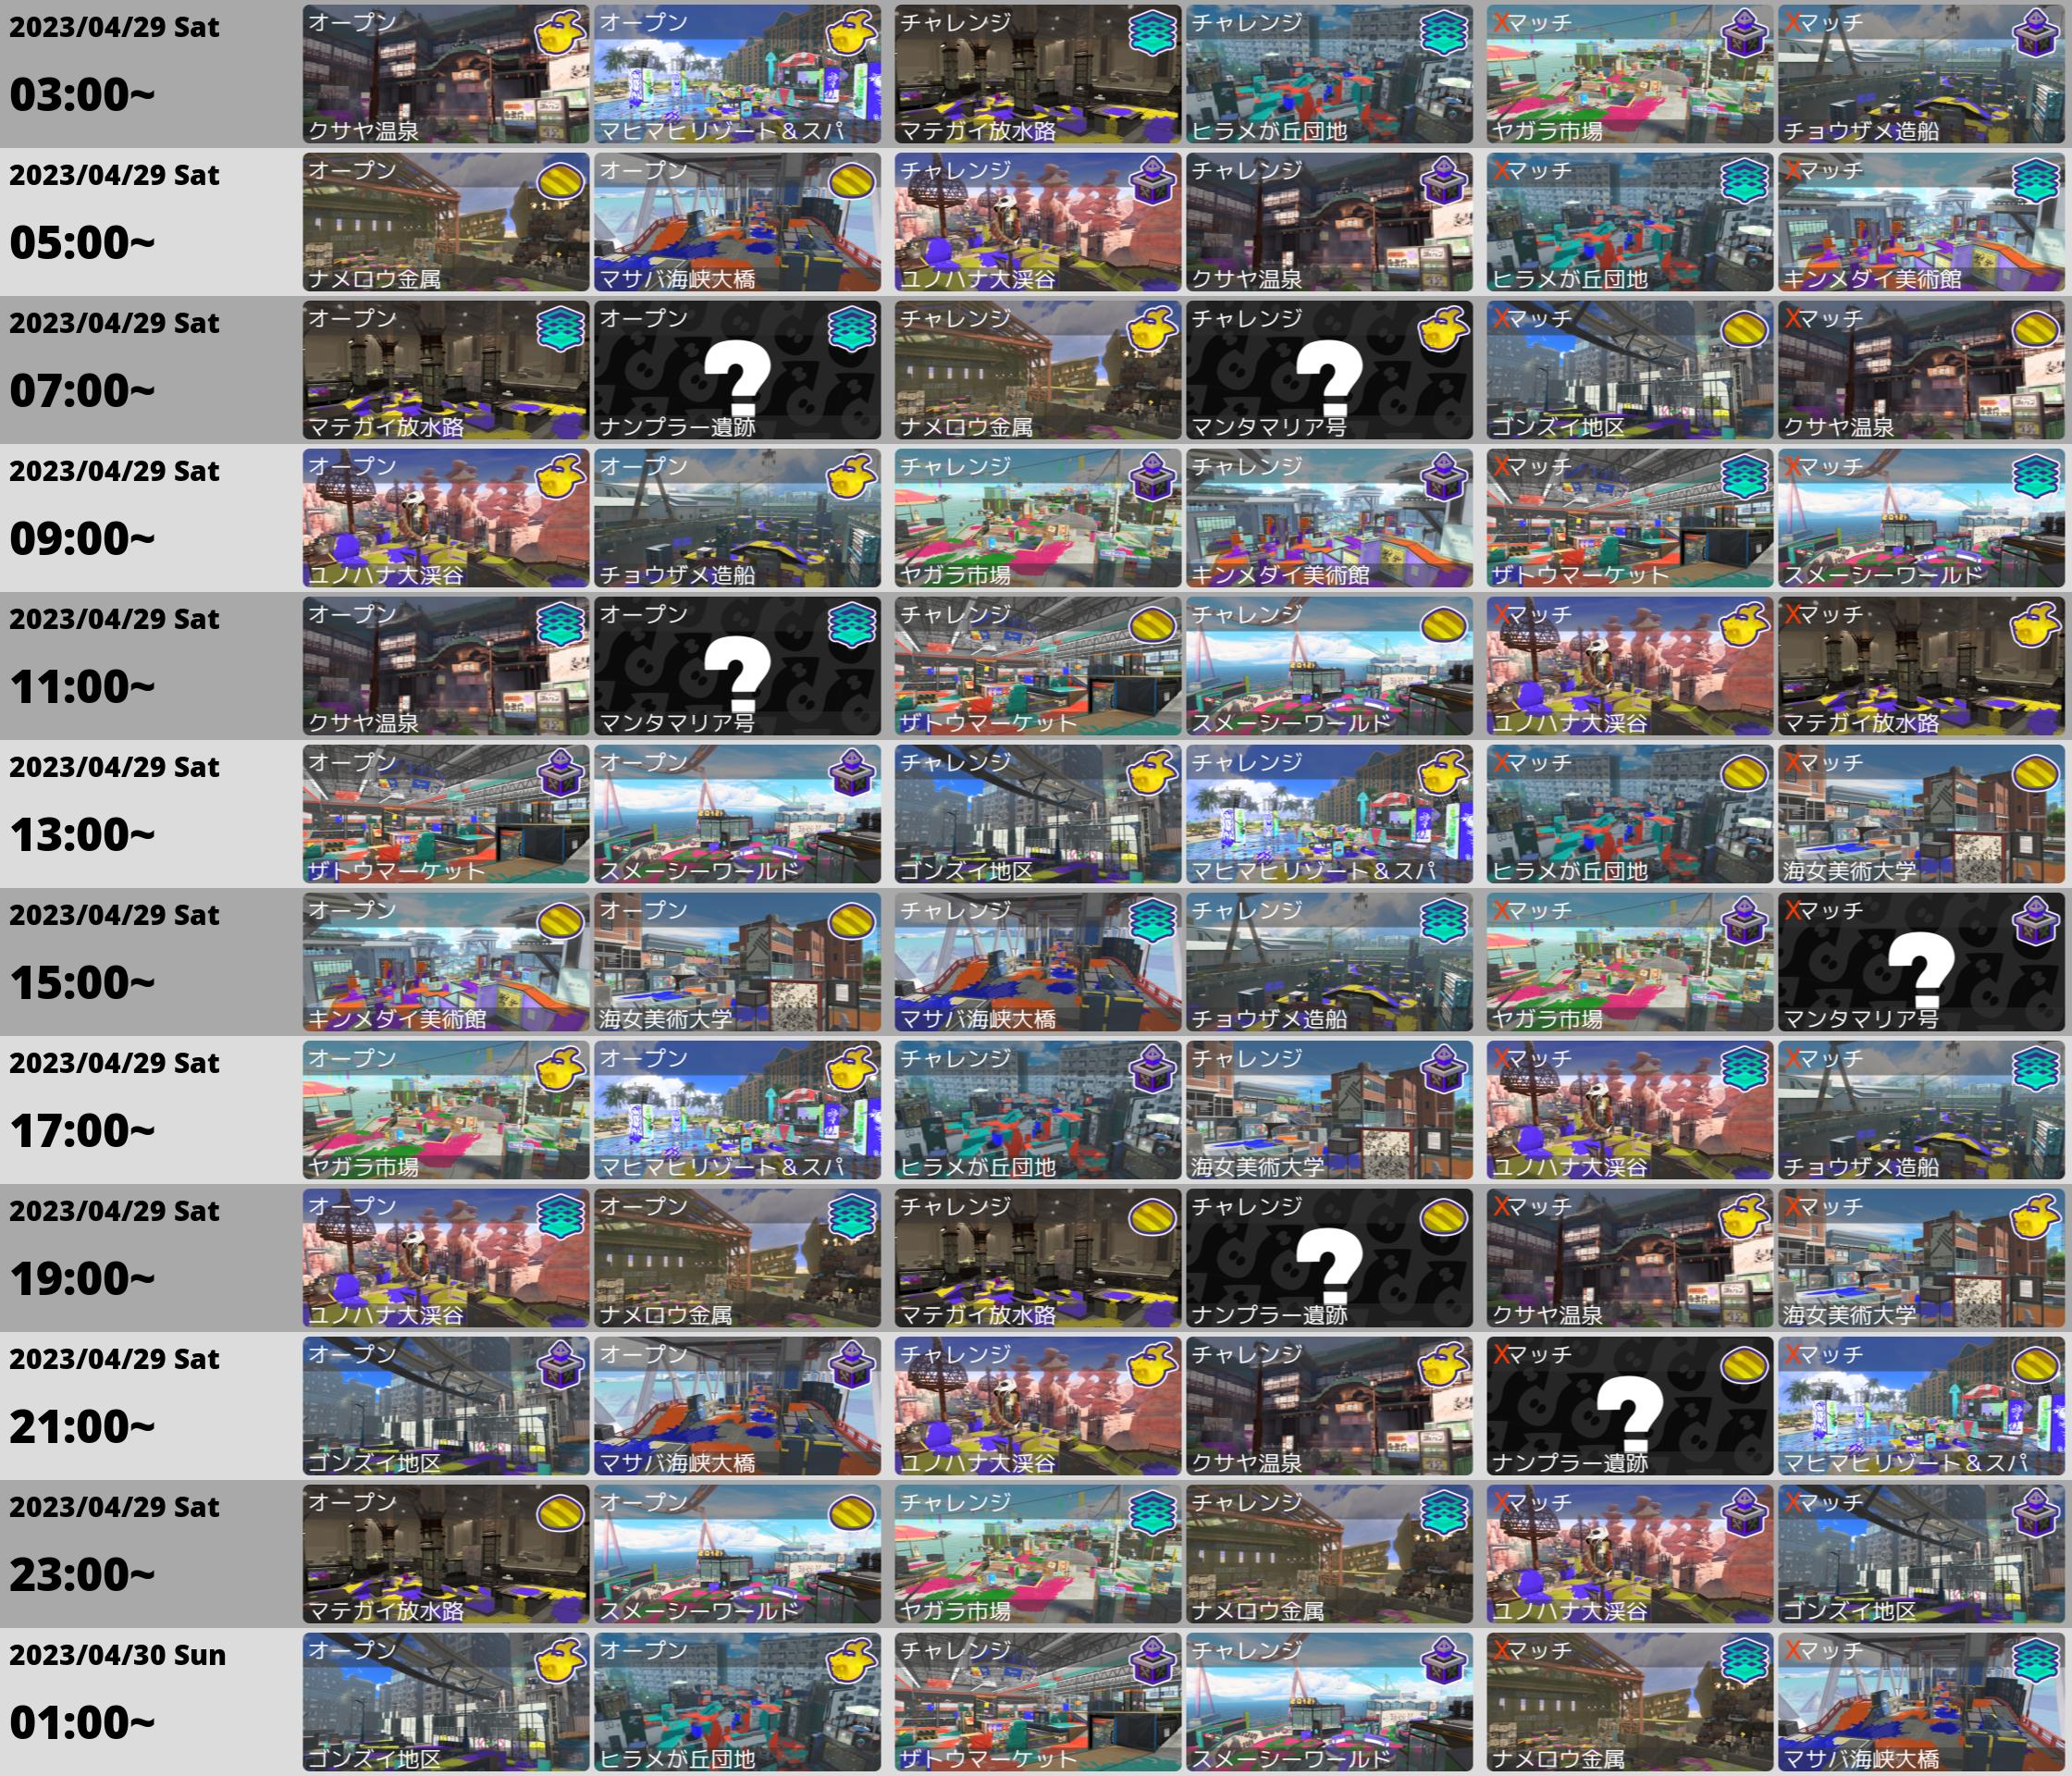 2023/04/29 Sat
03:00~
オープン
クサヤ温泉
オープン
マヒマヒリゾート＆スパ
チャレンジ
マテガイ放水路
チャレンジ
ヒラメが丘団地
Xマッチ
ヤガラ市場
Xマッチ
チョウザメ造船
2023/04/29 Sat
05:00~
オープン
ナメロウ金属
オープン
マサバ海峡大橋
チャレンジ
ユノハナ大渓谷
チャレンジ
クサヤ温泉
Xマッチ
ヒラメが丘団地
Xマッチ
キンメダイ美術館
2023/04/29 Sat
07:00~
オープン
マテガイ放水路
オープン
?
ナンプラー遺跡
チャレンジ
ナメロウ金属
チャレンジ
?
マンタマリア号
Xマッチ
ゴンズイ地区
Xマッチ
クサヤ温泉
2023/04/29 Sat
09:00~
オープン
ユノハナ大渓谷
オープン
チョウザメ造船
チャレンジ
ヤガラ市場
チャレンジ
キンメダイ美術館
Xマッチ
ザトウマーケット
Xマッチ
スメーシーワールド
2023/04/29 Sat
11:00~
オープン
クサヤ温泉
オープン
?
マンタマリア号
チャレンジ
ザトウマーケット
チャレンジ
スメーシーワールド
Xマッチ
ユノハナ大渓谷
Xマッチ
マテガイ放水路
2023/04/29 Sat
13:00~
オープン
ザトウマーケット
オープン
スメーシーワールド
チャレンジ
ゴンズイ地区
チャレンジ
マヒマヒリゾート＆スパ
Xマッチ
ヒラメが丘団地
Xマッチ
海女美術大学
2023/04/29 Sat
15:00~
オープン
キンメダイ美術館
オープン
海女美術大学
チャレンジ
マサバ海峡大橋
チャレンジ
チョウザメ造船
Xマッチ
ヤガラ市場
Xマッチ
?
マンタマリア号
2023/04/29 Sat
17:00~
オープン
ヤガラ市場
オープン
マヒマヒリゾート＆スパ
チャレンジ
ヒラメが丘団地
チャレンジ
海女美術大学
Xマッチ
ユノハナ大渓谷
Xマッチ
チョウザメ造船
2023/04/29 Sat
19:00~
オープン
ユノハナ大渓谷
オープン
ナメロウ金属
チャレンジ
マテガイ放水路
チャレンジ
?
ナンプラー遺跡
Xマッチ
クサヤ温泉
Xマッチ
海女美術大学
2023/04/29 Sat
21:00~
オープン
ゴンズイ地区
オープン
マサバ海峡大橋
チャレンジ
ユノハナ大渓谷
チャレンジ
クサヤ温泉
Xマッチ
?
ナンプラー遺跡
Xマッチ
マヒマヒリゾート＆スパ
2023/04/29 Sat
23:00~
オープン
マテガイ放水路
オープン
スメーシーワールド
チャレンジ
ヤガラ市場
チャレンジ
ナメロウ金属
Xマッチ
ユノハナ大渓谷
Xマッチ
ゴンズイ地区
2023/04/30 Sun
01:00~
オープン
ゴンズイ地区
オープン
ヒラメが丘団地
チャレンジ
ザトウマーケット
チャレンジ
スメーシーワールド
Xマッチ
ナメロウ金属
Xマッチ
マサバ海峡大橋